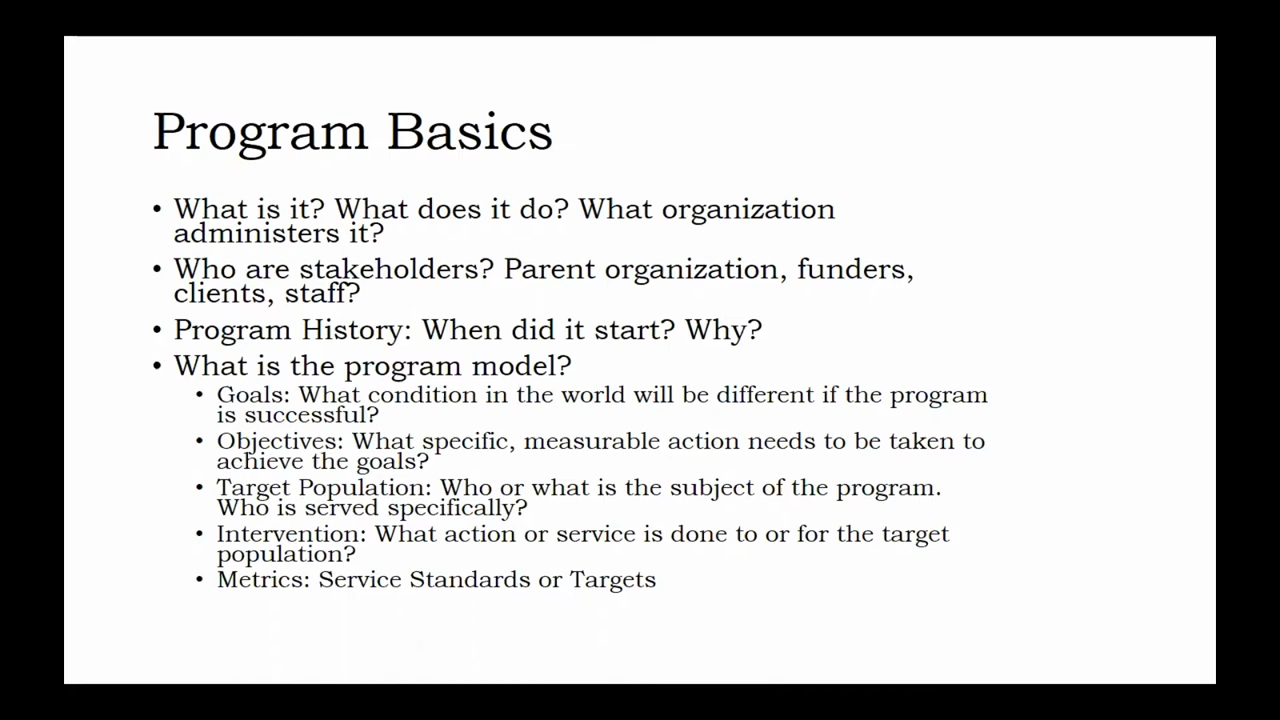 Program Basics
• What is it? What does it do? What organization
administers it?
• Who are stakeholders? Parent organization, funders,
clients, staff?
• Program History: When did it start? Why?
• What is the program model?
• Goals: What condition in the world will be different if the program
is successful?
• Objectives: What specific, measurable action needs to be taken to
achieve the goals?
• Target Population: Who or what is the subject of the program.
Who is served specifically?
• Intervention: What action or service is done to or for the target
population?
• Metrics: Service Standards or Targets